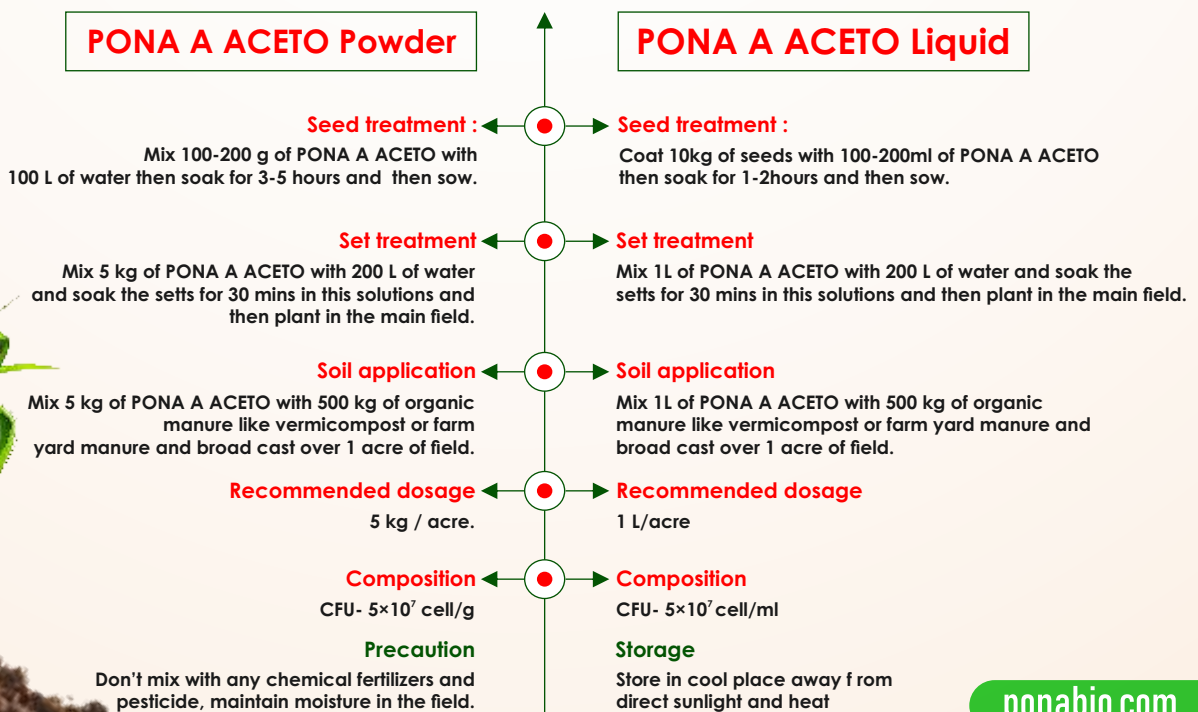 PONA A ACETO Powder
Seed treatment :
Mix 100-200 g of PONA A ACETO with
100 L of water then soak for 3-5 hours and then sow.
Set treatment
Mix 5 kg of PONA A ACETO with 200 L of water
and soak the setts for 30 mins in this solutions and
then plant in the main field.
Soil application
Mix 5 kg of PONA A ACETO with 500 kg of organic
manure like vermicompost or farm
yard manure and broad cast over 1 acre of field.
Recommended dosage
5 kg / acre.
Composition
CFU- 5×10⁷ cell/g
Precaution
Don't mix with any chemical fertilizers and
pesticide, maintain moisture in the field.
PONA A ACETO Liquid
Seed treatment :
Coat 10kg of seeds with 100-200ml of PONA A ACETO
then soak for 1-2hours and then sow.
Set treatment
Mix 1L of PONA A ACETO with 200 L of water and soak the
setts for 30 mins in this solutions and then plant in the main field.
Soil application
Mix 1L of PONA A ACETO with 500 kg of organic
manure like vermicompost or farm yard manure and
broad cast over 1 acre of field.
Recommended dosage
1 L/acre
Composition
CFU- 5×10⁷ cell/ml
Storage
Store in cool place away f rom
direct sunlight and heat
ponabio.com